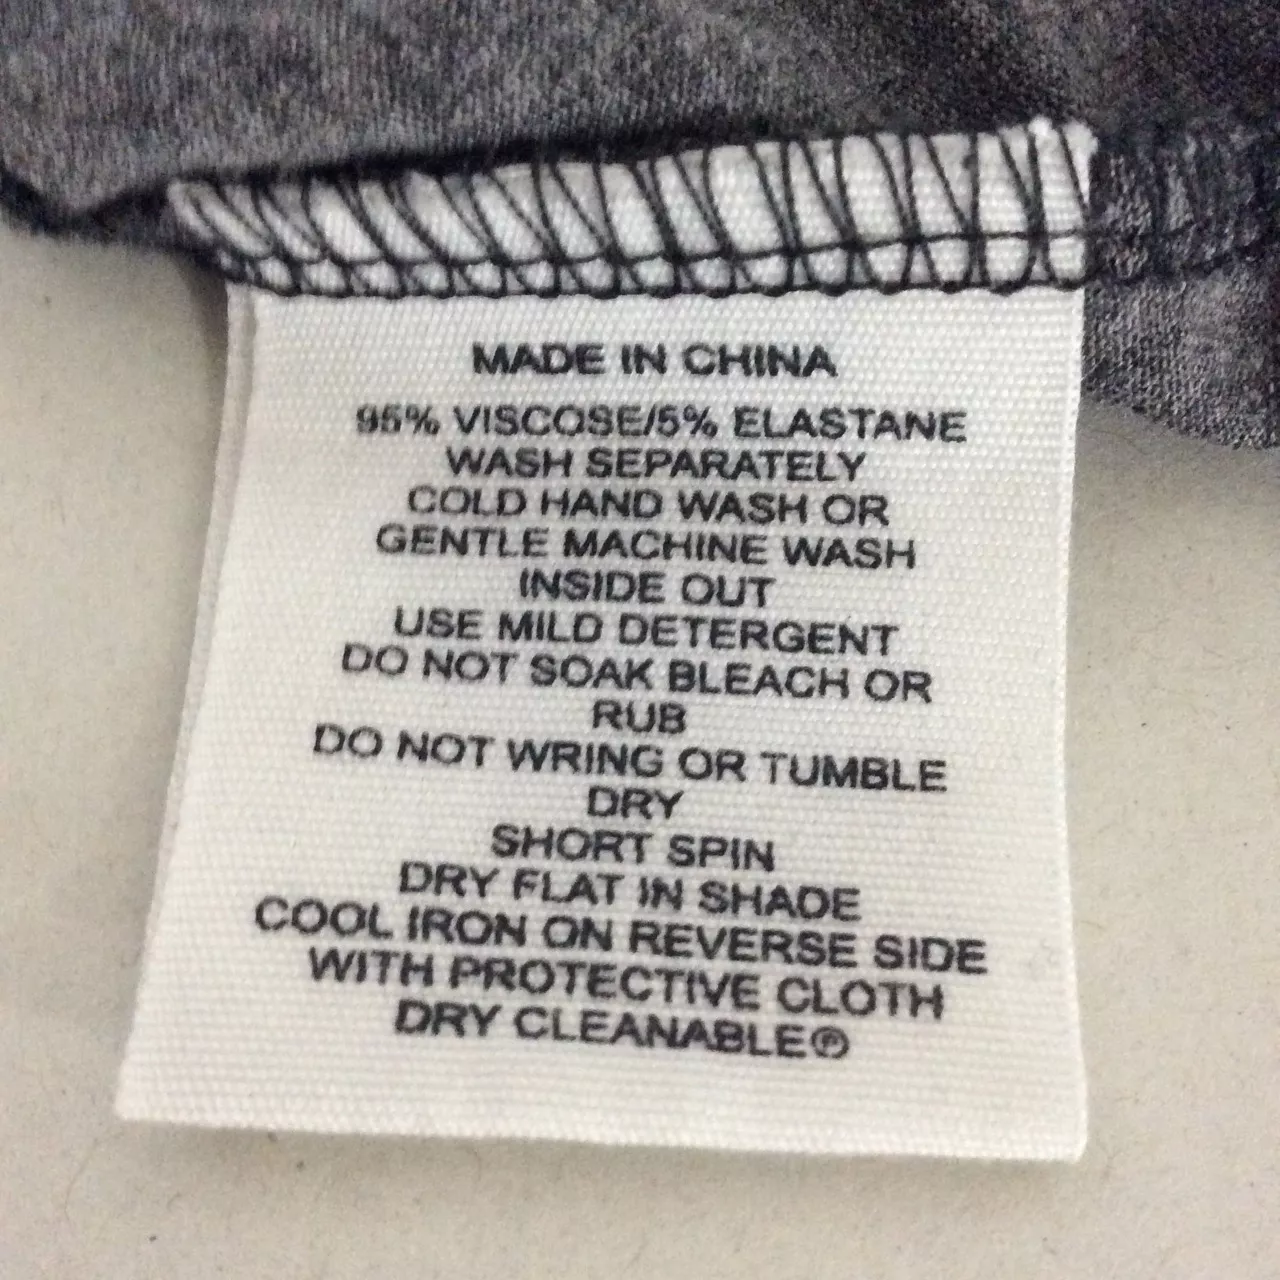 MADE IN CHINA
95% VISCOSE/5% ELASTANE
WASH SEPARATELY
COLD HAND WASH OR
GENTLE MACHINE WASH
INSIDE OUT
USE MILD DETERGENT
DO NOT SOAK BLEACH OR
RUB
DO NOT WRING OR TUMBLE
DRY
SHORT SPIN
DRY FLAT IN SHADE
COOL IRON ON REVERSE SIDE
WITH PROTECTIVE CLOTH
DRY CLEANABLEⓅ